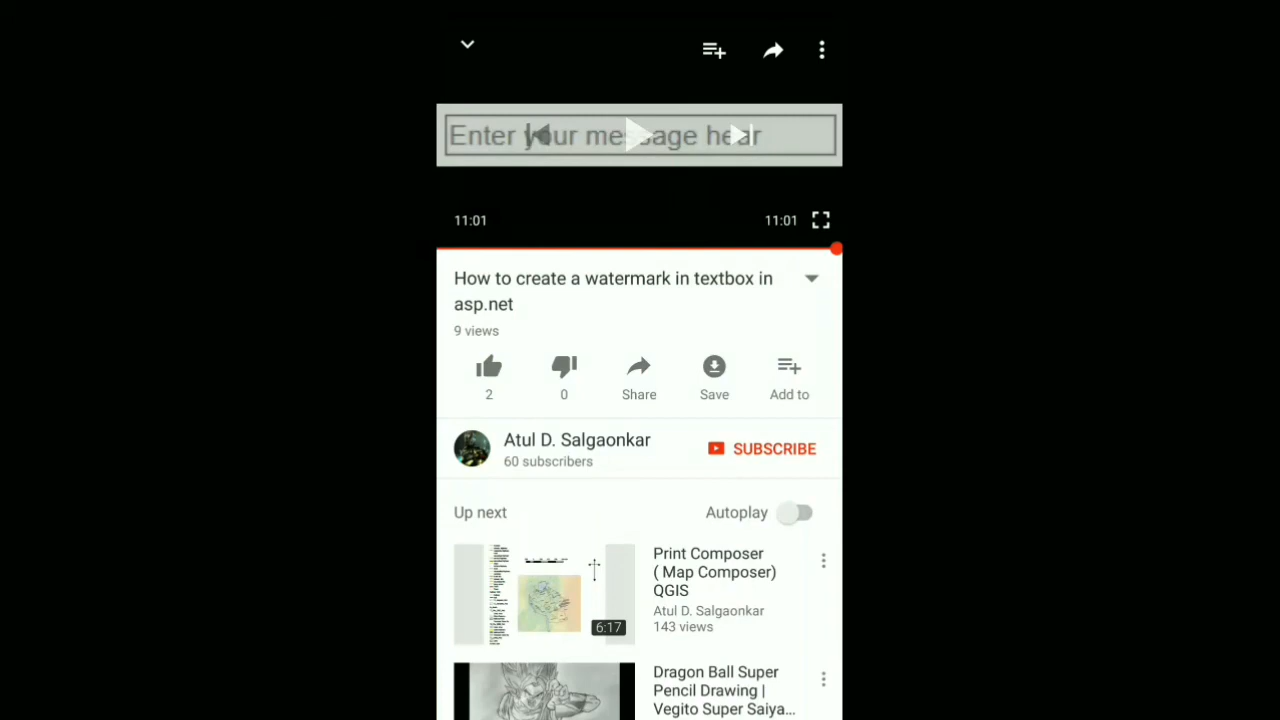 Enter your message hear
11:01
11:01
How to create a watermark in textbox in
asp.net
9 views
2
0
Share
Save
Add to
Atul D. Salgaonkar
60 subscribers
SUBSCRIBE
Up next
Autoplay
6:17
Print Composer
( Map Composer)
QGIS
Atul D. Salgaonkar
143 views
Dragon Ball Super
Pencil Drawing |
Vegito Super Saiya...